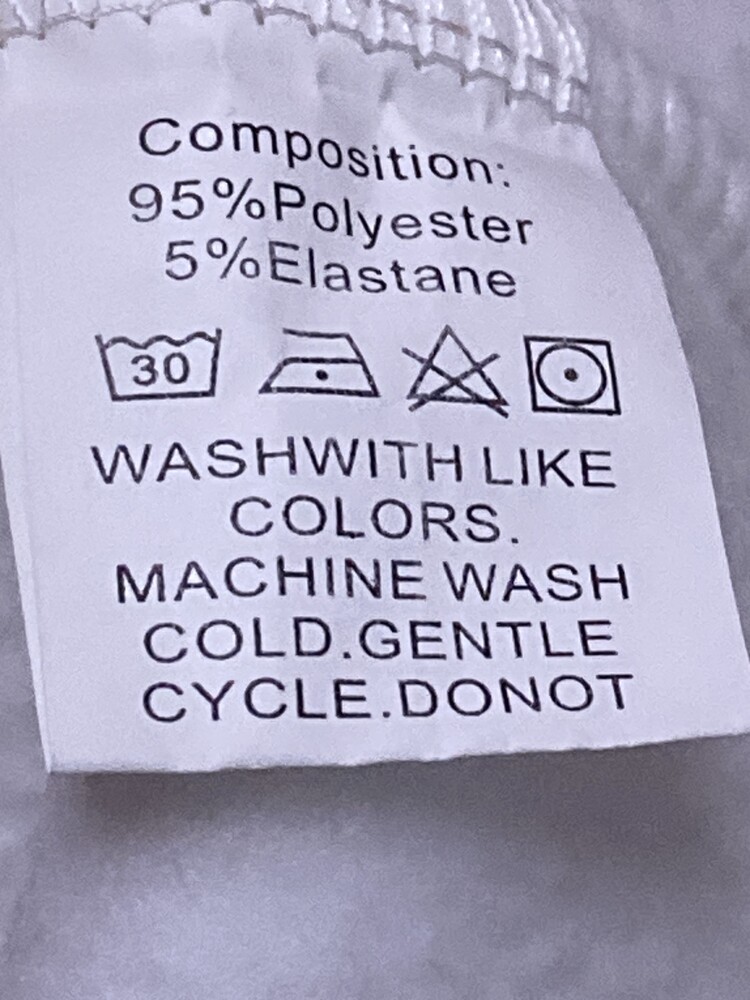 Composition:
95%Polyester
5%Elastane
30
WASHWITH LIKE
COLORS.
MACHINE WASH
COLD.GENTLE
CYCLE.DONOT